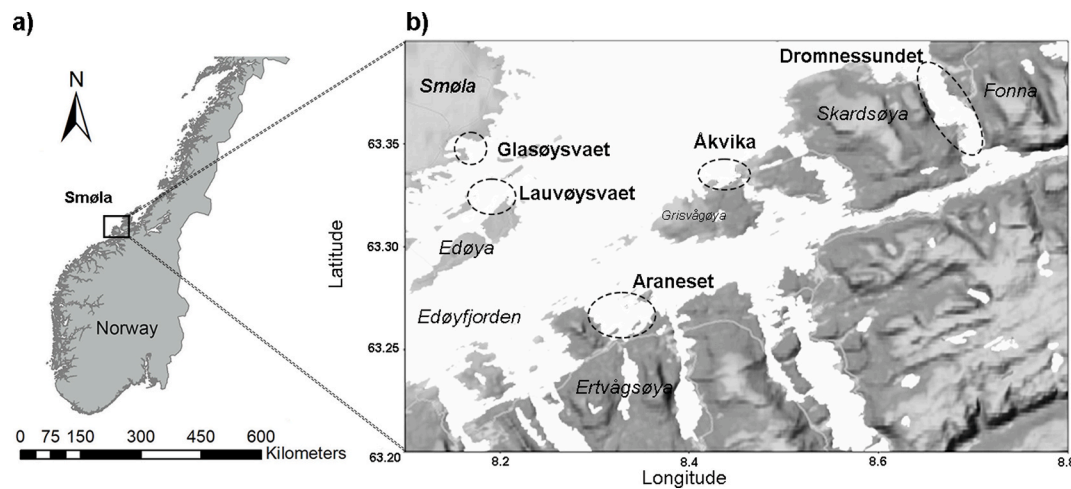 a)
N
Smøla
Norway
0 45 75 150 300 450 600
Kilometers
b)
Dromnessundet
Smøla
Fonna
Skardsøya
Glasøysvaet
Åkvika
Lauvøysvaet
Grisvågøya
Edøya
Araneset
Edøyfjorden
Ertvågsøya
63.35
63.30
63.25
63.20
Latitude
8.2 8.4 8.6 8.8
Longitude